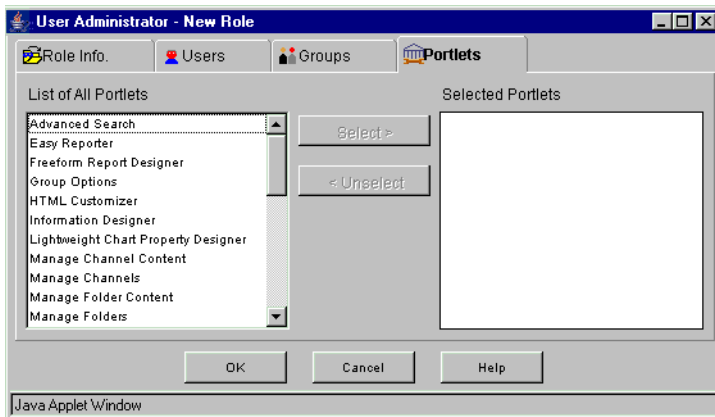 User Administrator - New Role
Role Info.
Users
Groups
Portlets
List of All Portlets
Selected Portlets
Advanced Search
Easy Reporter
Freeform Report Designer
Group Options
HTML Customizer
Information Designer
Lightweight Chart Property Designer
Manage Channel Content
Manage Channels
Manage Folder Content
Manage Folders
Select >
< Unselect
OK
Cancel
Help
Java Applet Window